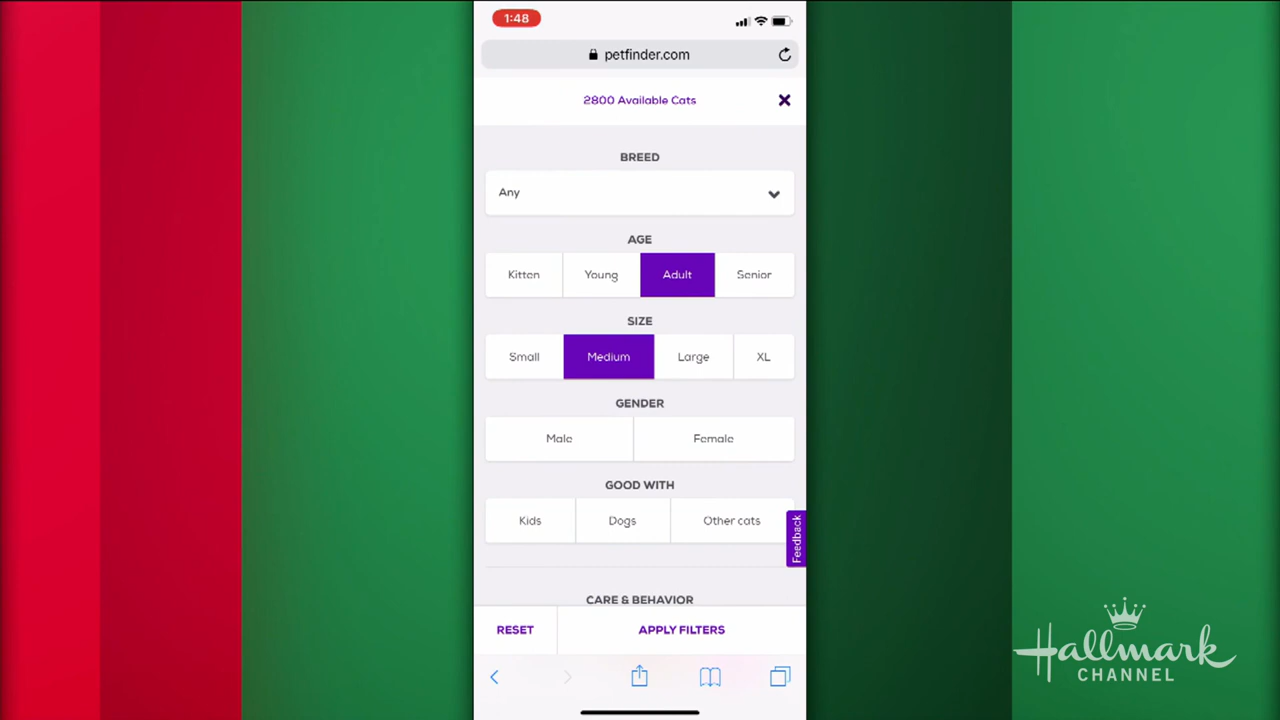 1:48
petfinder.com
2800 Available Cats
BREED
Any
AGE
Kitten Young Adult Senior
SIZE
Small Medium Large XL
GENDER
Male Female
GOOD WITH
Kids Dogs Other cats
Feedback
CARE & BEHAVIOR
RESET APPLY FILTERS
Hallmark
CHANNEL